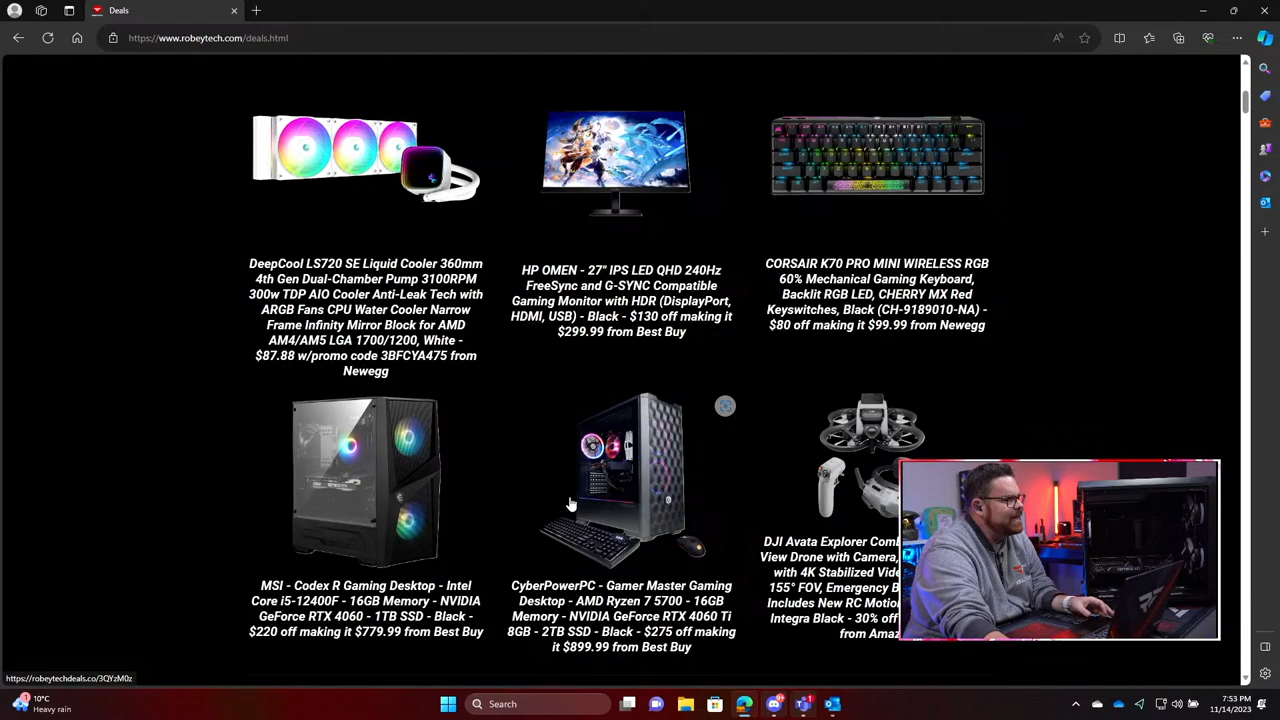 Deals
https://www.robeytech.com/deals.html
DeepCool LS720 SE Liquid Cooler 360mm
4th Gen Dual-Chamber Pump 3100RPM
300w TDP AIO Cooler Anti-Leak Tech with
ARGB Fans CPU Water Cooler Narrow
Frame Infinity Mirror Block for AMD
AM4/AM5 LGA 1700/1200, White -
$87.88 w/promo code 3BFCYA475 from
Newegg
HP OMEN - 27" IPS LED QHD 240Hz
FreeSync and G-SYNC Compatible
Gaming Monitor with HDR (DisplayPort,
HDMI, USB) - Black - $130 off making it
$299.99 from Best Buy
CORSAIR K70 PRO MINI WIRELESS RGB
60% Mechanical Gaming Keyboard,
Backlit RGB LED, CHERRY MX Red
Keyswitches, Black (CH-9189010-NA) -
$80 off making it $99.99 from Newegg
MSI - Codex R Gaming Desktop - Intel
Core i5-12400F - 16GB Memory - NVIDIA
GeForce RTX 4060 - 1TB SSD - Black -
$220 off making it $779.99 from Best Buy
CyberPowerPC - Gamer Master Gaming
Desktop - AMD Ryzen 7 5700 - 16GB
Memory - NVIDIA GeForce RTX 4060 Ti
8GB - 2TB SSD - Black - $275 off making
it $899.99 from Best Buy
DJI Avata Explorer Comb
View Drone with Camera,
with 4K Stabilized Vide
155° FOV, Emergency B
Includes New RC Motion
Integra Black - 30% off
from Amaz
https://robeytechdeals.co/3QYzM0z
10°C
Heavy rain
Search
7:53 PM
11/14/2023